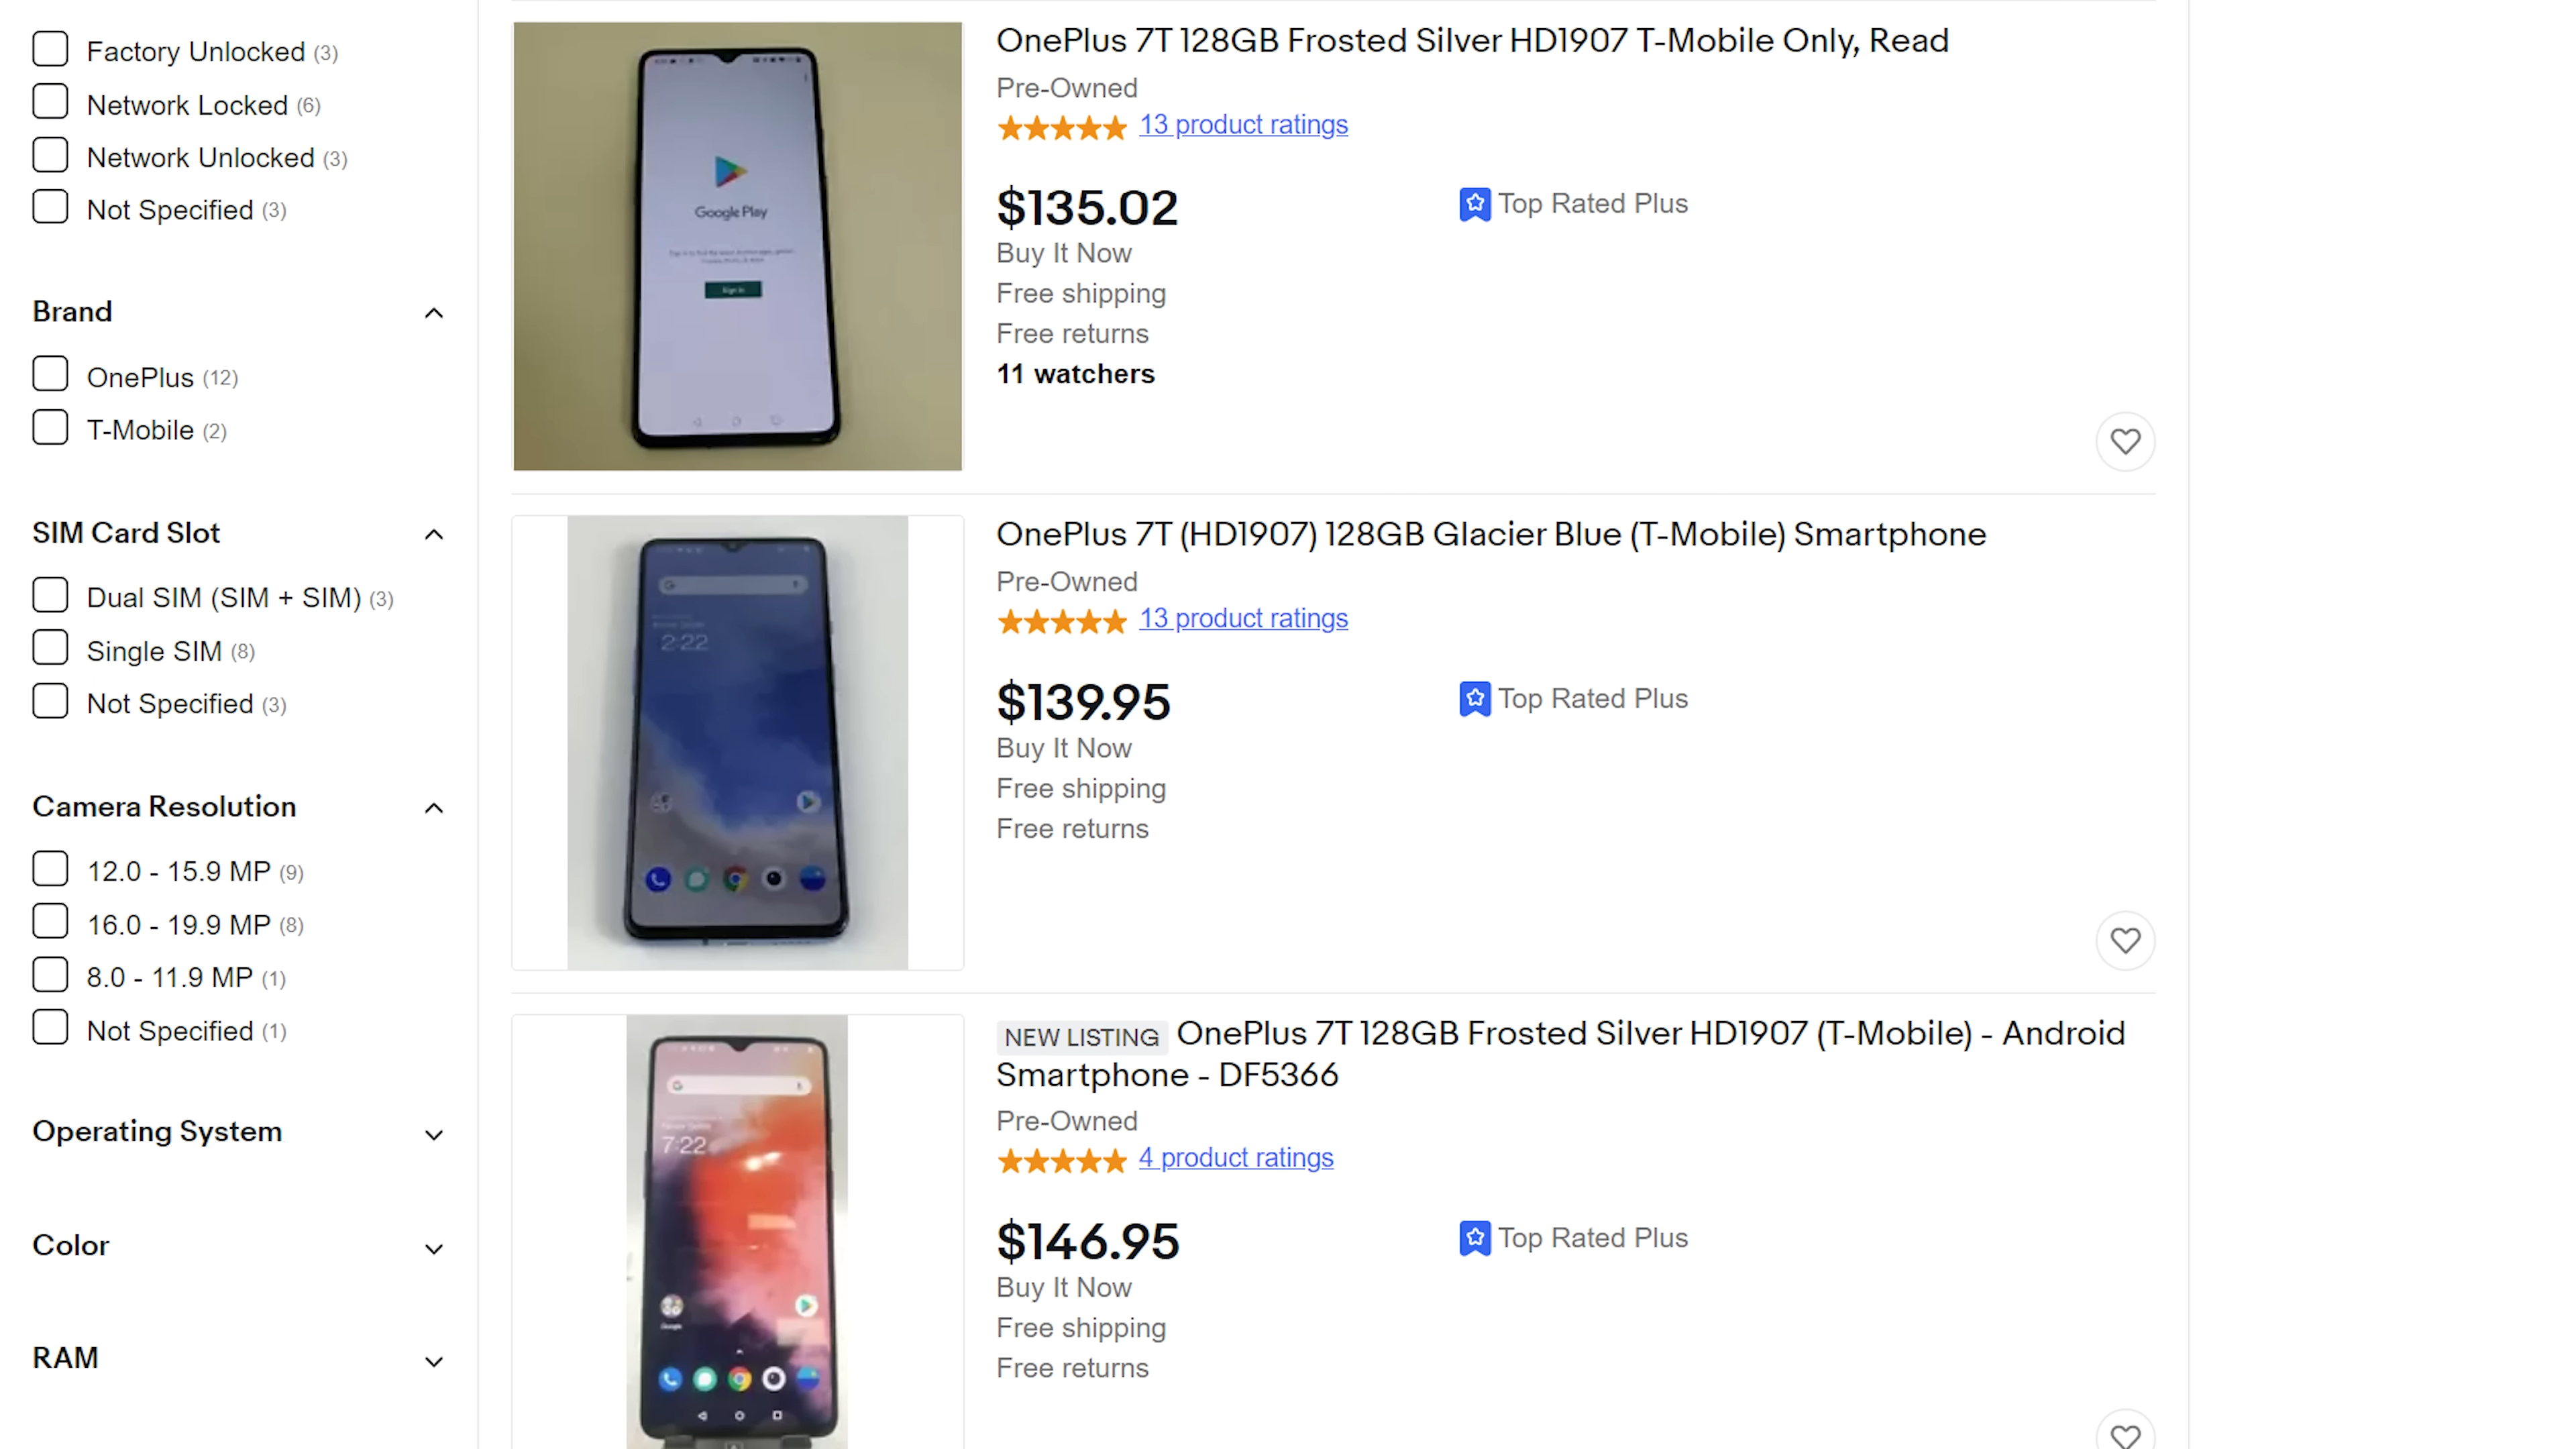 Factory Unlocked (3)
Network Locked (6)
Network Unlocked (3)
Not Specified (3)
Brand
OnePlus (12)
T-Mobile (2)
SIM Card Slot
Dual SIM (SIM + SIM) (3)
Single SIM (8)
Not Specified (3)
Camera Resolution
12.0 - 15.9 MP (9)
16.0 - 19.9 MP (8)
8.0 - 11.9 MP (1)
Not Specified (1)
Operating System
Color
RAM
Google Play
Sign in
OnePlus 7T 128GB Frosted Silver HD1907 T-Mobile Only, Read
Pre-Owned
13 product ratings
$135.02
Top Rated Plus
Buy It Now
Free shipping
Free returns
11 watchers
2:22
OnePlus 7T (HD1907) 128GB Glacier Blue (T-Mobile) Smartphone
Pre-Owned
13 product ratings
$139.95
Top Rated Plus
Buy It Now
Free shipping
Free returns
7:22
Google
NEW LISTING OnePlus 7T 128GB Frosted Silver HD1907 (T-Mobile) - Android
Smartphone - DF5366
Pre-Owned
4 product ratings
$146.95
Top Rated Plus
Buy It Now
Free shipping
Free returns